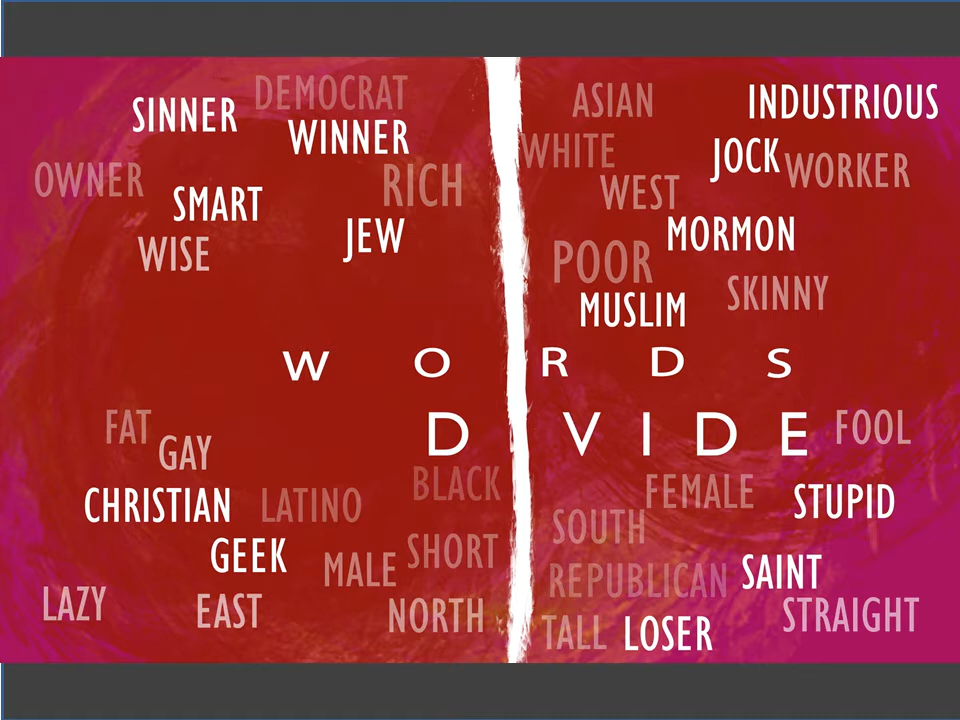 DEMOCRAT
SINNER
WINNER
OWNER
RICH
SMART
JEW
WISE
ASIAN
INDUSTRIOUS
WHITE
JOCK
WORKER
WEST
MORMON
POOR
SKINNY
MUSLIM
WORDS
DIVIDE
FAT
GAY
BLACK
CHRISTIAN
LATINO
GEEK
SHORT
MALE
LAZY
EAST
NORTH
FOOL
FEMALE
STUPID
SOUTH
REPUBLICAN
SAINT
STRAIGHT
TALL
LOSER